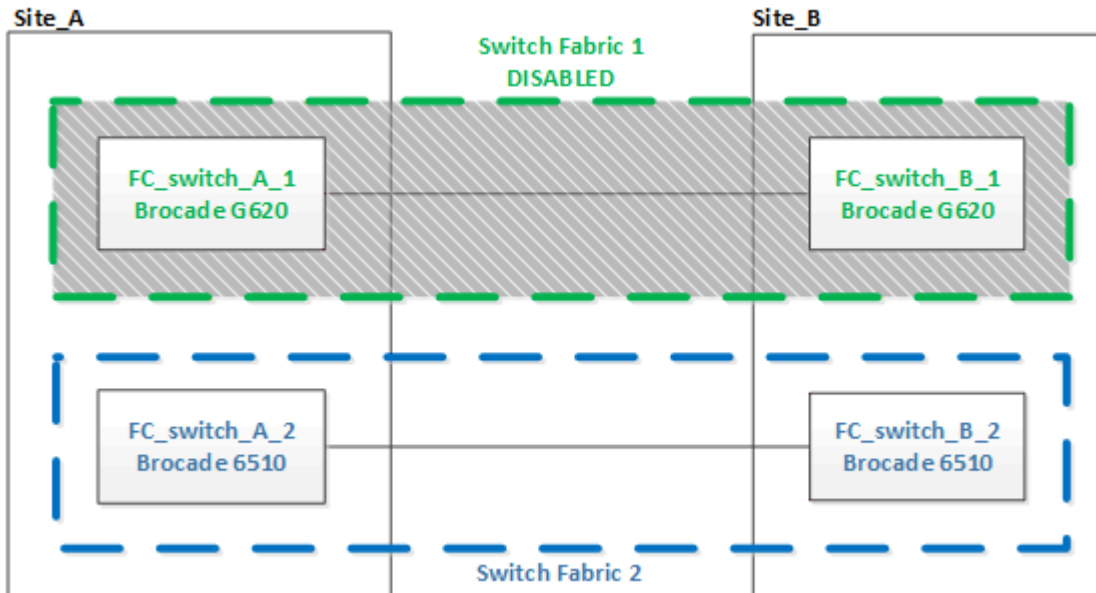 Site_A
Site_B
Switch Fabric 1
DISABLED
FC_switch_A_1
Brocade G620
FC_switch_B_1
Brocade G620
FC_switch_A_2
Brocade 6510
FC_switch_B_2
Brocade 6510
Switch Fabric 2